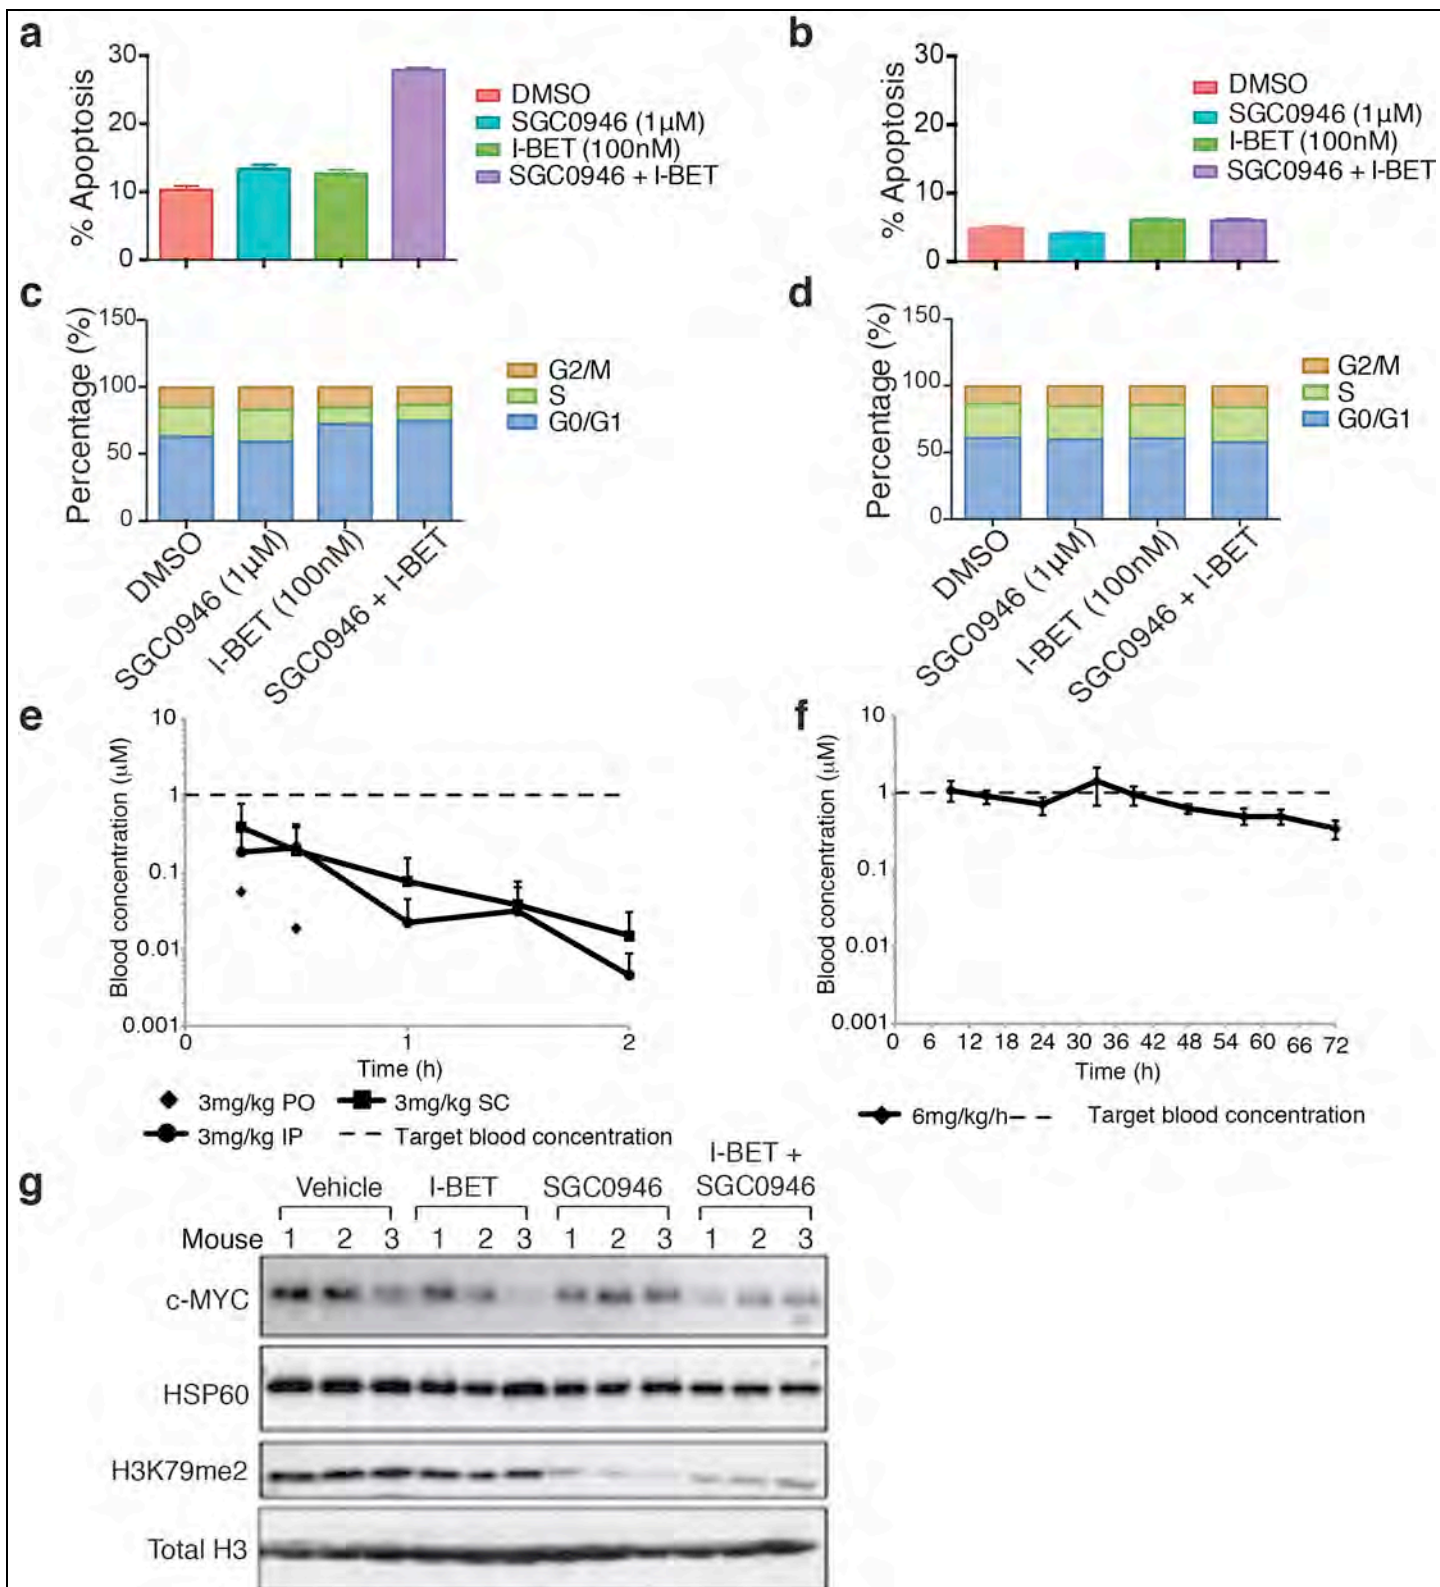 a
30
20
10
0
% Apoptosis
DMSO
SGC0946 (1μM)
I-BET (100nM)
SGC0946 + I-BET
b
30
20
10
0
% Apoptosis
DMSO
SGC0946 (1μM)
I-BET (100nM)
SGC0946 + I-BET
c
150
100
50
0
Percentage (%)
G2/M
S
G0/G1
DMSO
SGC0946 (1μM)
I-BET (100nM)
SGC0946 + I-BET
d
150
100
50
0
Percentage (%)
G2/M
S
G0/G1
DMSO
SGC0946 (1μM)
I-BET (100nM)
SGC0946 + I-BET
e
10
1
0.1
0.01
0.001
Blood concentration (μM)
0 1 2
Time (h)
3mg/kg PO 3mg/kg SC
3mg/kg IP Target blood concentration
f
10
1
0.1
0.01
0.001
Blood concentration (μM)
0 6 12 18 24 30 36 42 48 54 60 66 72
Time (h)
6mg/kg/h Target blood concentration
g
Vehicle I-BET SGC0946 I-BET +
SGC0946
Mouse 1 2 3 1 2 3 1 2 3 1 2 3
c-MYC
HSP60
H3K79me2
Total H3